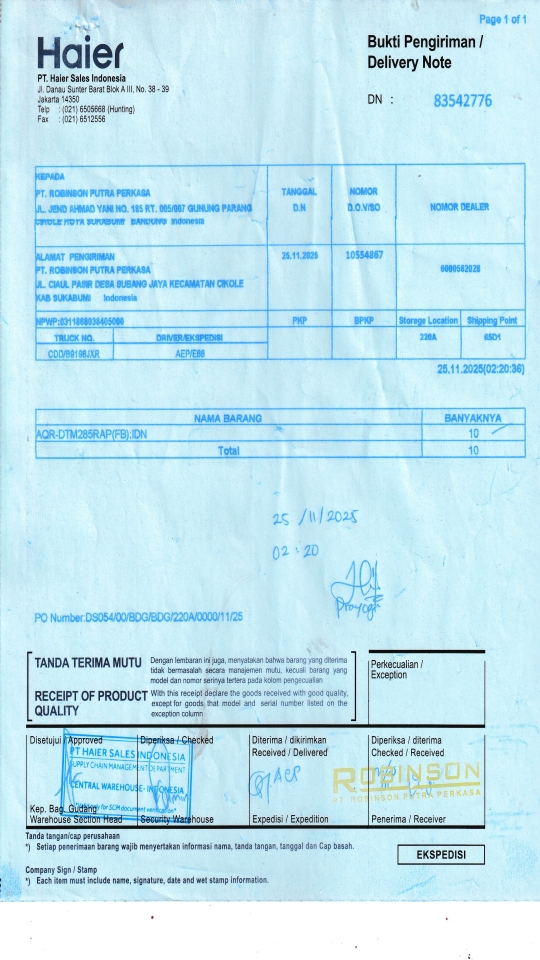 Page 1 of 1
Haier
Bukti Pengiriman /
Delivery Note
PT. Haier Sales Indonesia
Jl. Danau Sunter Barat Blok A III, No. 38 - 39
Jakarta 14350
Telp : (021) 6505668 (Hunting)
Fax : (021) 6512556
DN : 83542776
KEPADA
PT. ROBINSON PUTRA PERKASA
JL. JEND AHMAD YANI NO. 185 RT. 005/007 GUNUNG PARANG
CIKOLE KOTA SUKABUMI BANDUNG Indonesia
TANGGAL
D.N
NOMOR
D.O.V/SO
NOMOR DEALER
ALAMAT PENGIRIMAN
PT. ROBINSON PUTRA PERKASA
JL. CIAUL PASIR DESA SUBANG JAYA KECAMATAN CIKOLE
KAB SUKABUMI Indonesia
25.11.2025
10554867
NPWP:
PKP
BPKP
Storege Location
Shipping Point
TRUCK NO.
DRIVER/EKSPEDISI
220A
65D1
CDD/B9198JXR
25.11.2025(02:20:36)
NAMA BARANG
BANYAKNYA
AQR-DTM285RAP(FB):IDN
10
Total
10
25/11/2025
02:20
Prayoga
PO Number:DS054/00/BDG/BDG/220A/0000/11/25
TANDA TERIMA MUTU
Dengan lembaran ini juga, menyatakan bahwa barang yang diterima
tidak bermasalah secara manajemen mutu, kecuali barang yang
model dan nomor serinya tertera pada kolom pengecualian
RECEIPT OF PRODUCT
QUALITY
With this receipt declare the goods received with good quality,
except for goods that model and serial number listed on the
exception column
Perkecualian /
Exception
Disetujui / Approved
Diperiksa / Checked
Diterima / dikirimkan
Received / Delivered
Diperiksa / diterima
Checked / Received
PT HAIER SALES INDONESIA
SUPPLY CHAIN MANAGEMENT DEPARTMENT
CENTRAL WAREHOUSE- INDONESIA
for SCM document verification*
AEP
ROBINSON
PT. ROBINSON PUTRA PERKASA
Kep. Bag. Gudang
Warehouse Section Head
Security Warehouse
Expedisi / Expedition
Penerima / Receiver
Tanda tangan/cap perusahaan
*) Setiap penerimaan barang wajib menyertakan informasi nama, tanda tangan, tanggal dan Cap basah.
EKSPEDISI
Company Sign / Stamp
*) Each item must include name, signature, date and wet stamp information.